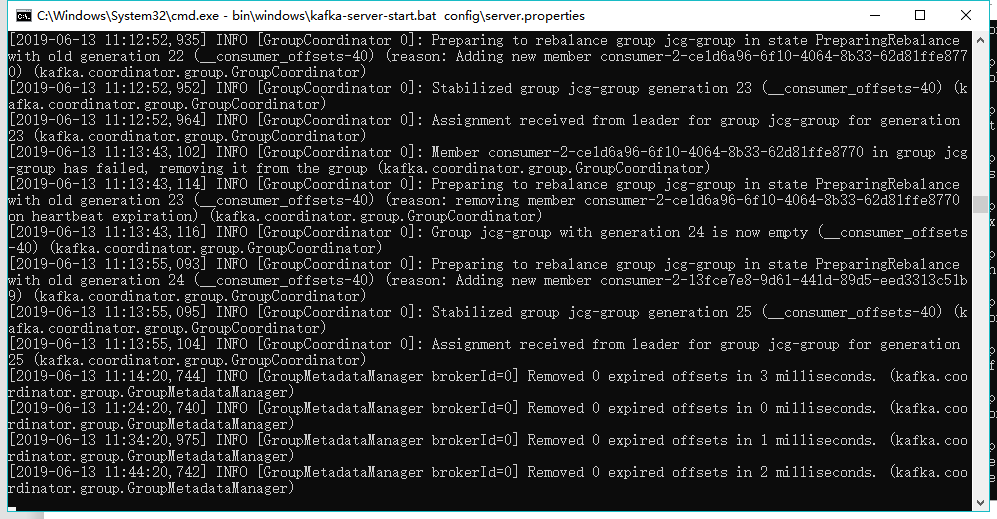 C:\Windows\System32\cmd.exe - bin\windows\kafka-server-start.bat  config\server.properties
[2019-06-13 11:12:52,935] INFO [GroupCoordinator 0]: Preparing to rebalance group jcg-group in state PreparingRebalance
with old generation 22 (__consumer_offsets-40) (reason: Adding new member consumer-2-ce1d6a96-6f10-4064-8b33-62d81ffe877
0) (kafka.coordinator.group.GroupCoordinator)
[2019-06-13 11:12:52,952] INFO [GroupCoordinator 0]: Stabilized group jcg-group generation 23 (__consumer_offsets-40) (k
afka.coordinator.group.GroupCoordinator)
[2019-06-13 11:12:52,964] INFO [GroupCoordinator 0]: Assignment received from leader for group jcg-group for generation
23 (kafka.coordinator.group.GroupCoordinator)
[2019-06-13 11:13:43,102] INFO [GroupCoordinator 0]: Member consumer-2-ce1d6a96-6f10-4064-8b33-62d81ffe8770 in group jcg
-group has failed, removing it from the group (kafka.coordinator.group.GroupCoordinator)
[2019-06-13 11:13:43,114] INFO [GroupCoordinator 0]: Preparing to rebalance group jcg-group in state PreparingRebalance
with old generation 23 (__consumer_offsets-40) (reason: removing member consumer-2-ce1d6a96-6f10-4064-8b33-62d81ffe8770
on heartbeat expiration) (kafka.coordinator.group.GroupCoordinator)
[2019-06-13 11:13:43,116] INFO [GroupCoordinator 0]: Group jcg-group with generation 24 is now empty (__consumer_offsets
-40) (kafka.coordinator.group.GroupCoordinator)
[2019-06-13 11:13:55,093] INFO [GroupCoordinator 0]: Preparing to rebalance group jcg-group in state PreparingRebalance
with old generation 24 (__consumer_offsets-40) (reason: Adding new member consumer-2-13fce7e8-9d61-441d-89d5-eed3313c51b
9) (kafka.coordinator.group.GroupCoordinator)
[2019-06-13 11:13:55,095] INFO [GroupCoordinator 0]: Stabilized group jcg-group generation 25 (__consumer_offsets-40) (k
afka.coordinator.group.GroupCoordinator)
[2019-06-13 11:13:55,104] INFO [GroupCoordinator 0]: Assignment received from leader for group jcg-group for generation
25 (kafka.coordinator.group.GroupCoordinator)
[2019-06-13 11:14:20,744] INFO [GroupMetadataManager brokerId=0] Removed 0 expired offsets in 3 milliseconds. (kafka.coo
rdinator.group.GroupMetadataManager)
[2019-06-13 11:24:20,740] INFO [GroupMetadataManager brokerId=0] Removed 0 expired offsets in 0 milliseconds. (kafka.coo
rdinator.group.GroupMetadataManager)
[2019-06-13 11:34:20,975] INFO [GroupMetadataManager brokerId=0] Removed 0 expired offsets in 1 milliseconds. (kafka.coo
rdinator.group.GroupMetadataManager)
[2019-06-13 11:44:20,742] INFO [GroupMetadataManager brokerId=0] Removed 0 expired offsets in 2 milliseconds. (kafka.coo
rdinator.group.GroupMetadataManager)